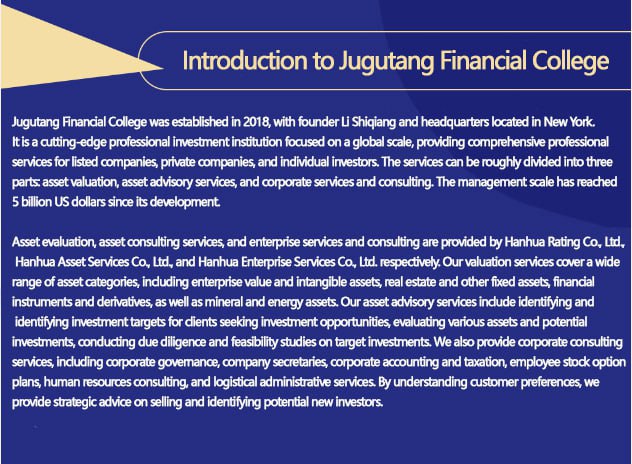 Introduction to Jugutang Financial College
Jugutang Financial College was established in 2018, with founder Li Shiqiang and headquarters located in New York.
It is a cutting-edge professional investment institution focused on a global scale, providing comprehensive professional
services for listed companies, private companies, and individual investors. The services can be roughly divided into three
parts: asset valuation, asset advisory services, and corporate services and consulting. The management scale has reached
5 billion US dollars since its development.
Asset evaluation, asset consulting services, and enterprise services and consulting are provided by Hanhua Rating Co., Ltd.,
Hanhua Asset Services Co., Ltd., and Hanhua Enterprise Services Co., Ltd. respectively. Our valuation services cover a wide
range of asset categories, including enterprise value and intangible assets, real estate and other fixed assets, financial
instruments and derivatives, as well as mineral and energy assets. Our asset advisory services include identifying and
identifying investment targets for clients seeking investment opportunities, evaluating various assets and potential
investments, conducting due diligence and feasibility studies on target investments. We also provide corporate consulting
services, including corporate governance, company secretaries, corporate accounting and taxation, employee stock option
plans, human resources consulting, and logistical administrative services. By understanding customer preferences, we
provide strategic advice on selling and identifying potential new investors.